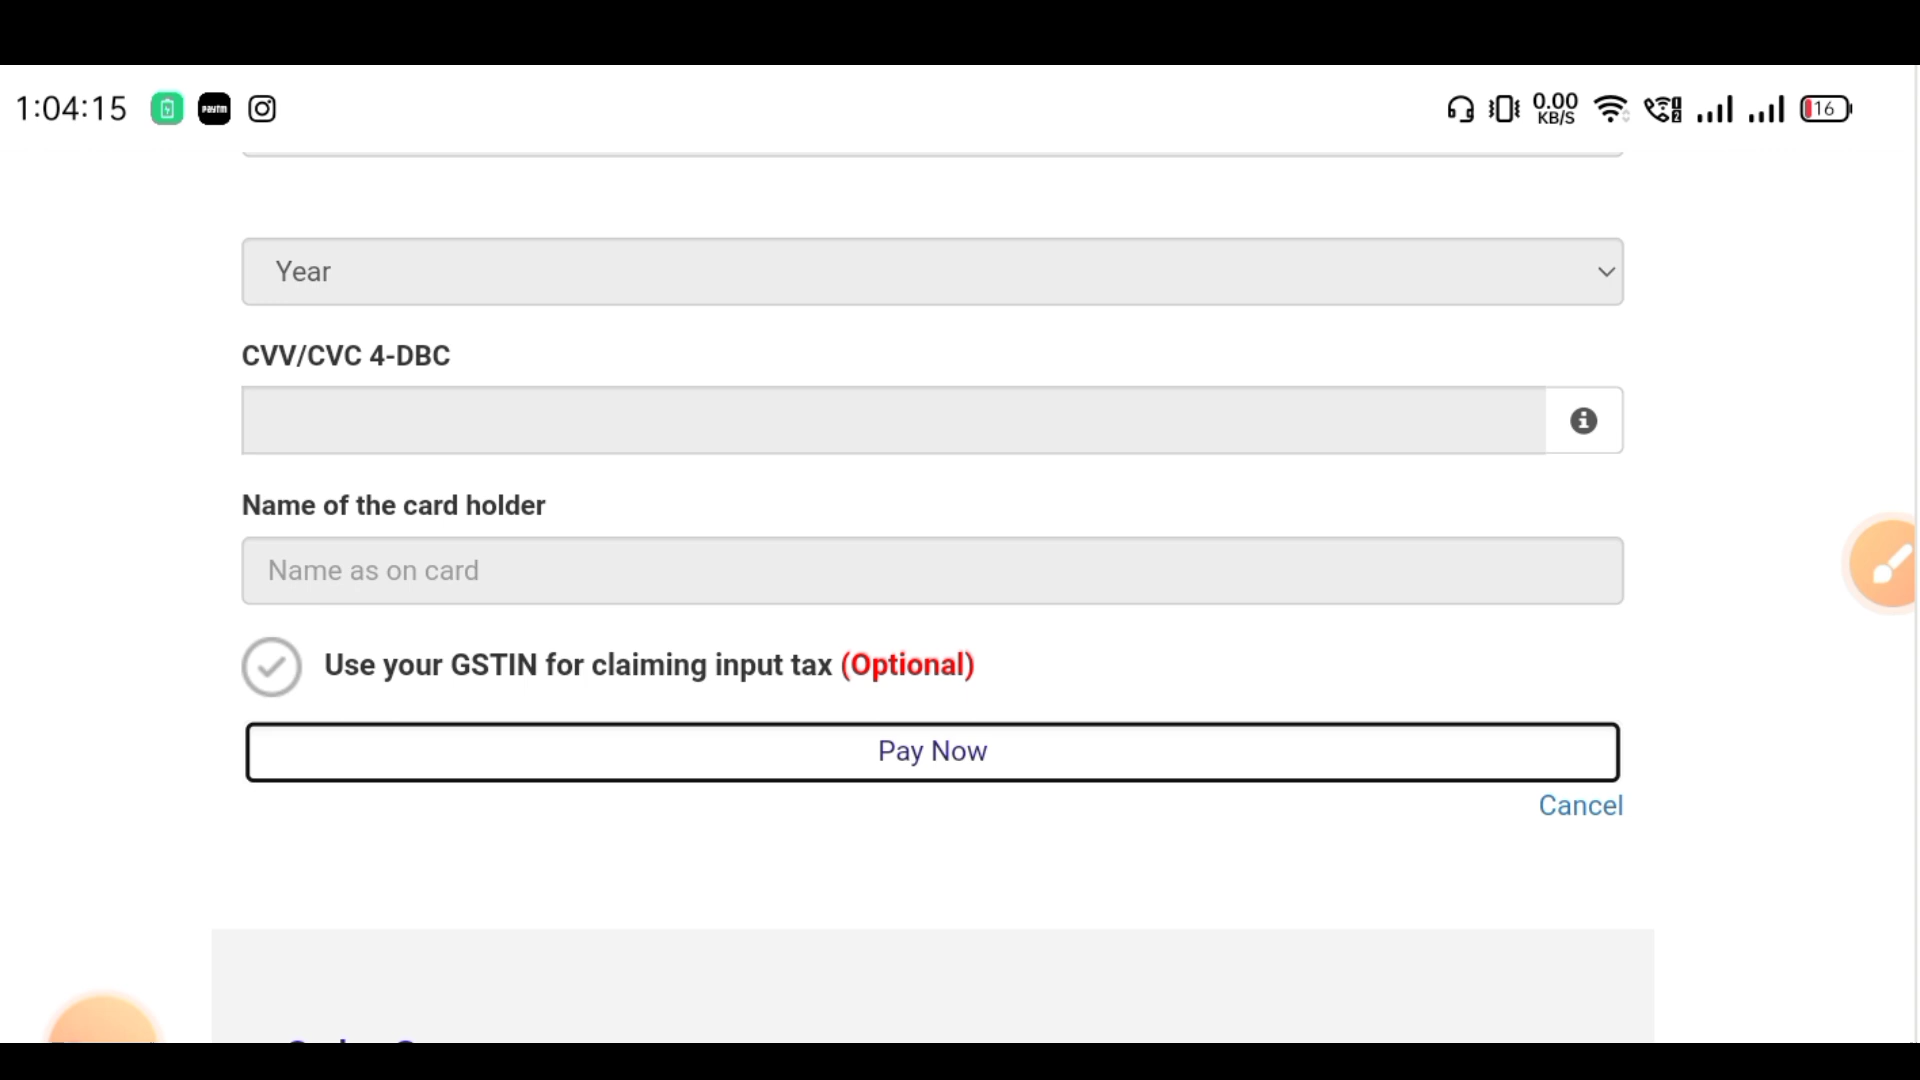 1:04:15 paytm 0.00 KB/S 16
Year
CVV/CVC 4-DBC
Name of the card holder
Name as on card
Use your GSTIN for claiming input tax (Optional)
Pay Now
Cancel